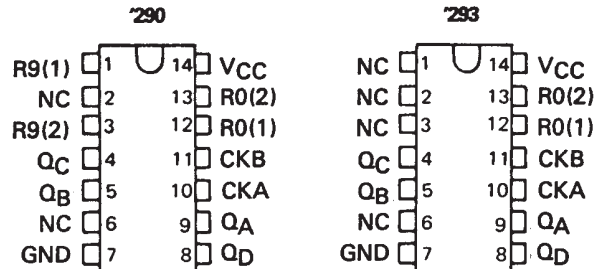 '290 '293
R9(1) 1 14 VCC NC 1 14 VCC
NC 2 13 R0(2) NC 2 13 R0(2)
R9(2) 3 12 R0(1) NC 3 12 R0(1)
QC 4 11 CKB QC 4 11 CKB
QB 5 10 CKA QB 5 10 CKA
NC 6 9 QA NC 6 9 QA
GND 7 8 QD GND 7 8 QD